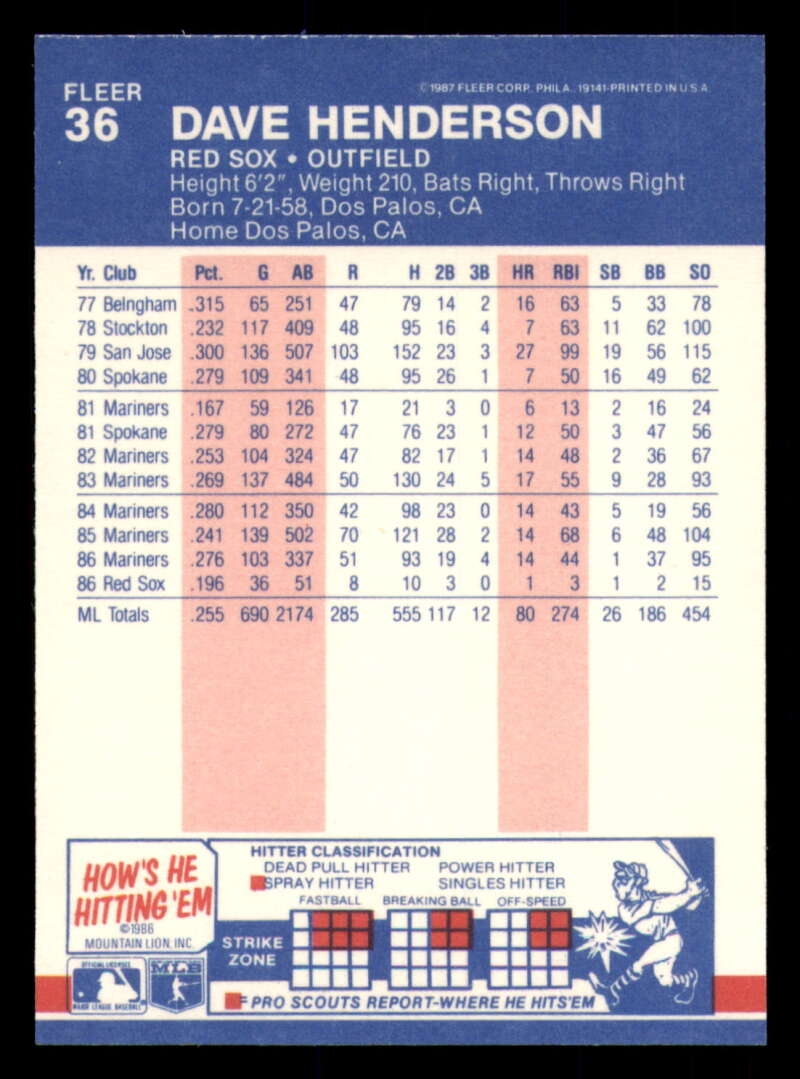 FLEER
©1987 FLEER CORP. PHILA. 19141-PRINTED IN U.S.A.
36 DAVE HENDERSON
RED SOX • OUTFIELD
Height 6'2", Weight 210, Bats Right, Throws Right
Born 7-21-58, Dos Palos, CA
Home Dos Palos, CA
Yr. Club Pct. G AB R H 2B 3B HR RBI SB BB SO
77 Belngham .315 65 251 47 79 14 2 16 63 5 33 78
78 Stockton .232 117 409 48 95 16 4 7 63 11 62 100
79 San Jose .300 136 507 103 152 23 3 27 99 19 56 115
80 Spokane .279 109 341 48 95 26 1 7 50 16 49 62
81 Mariners .167 59 126 17 21 3 0 6 13 2 16 24
81 Spokane .279 80 272 47 76 23 1 12 50 3 47 56
82 Mariners .253 104 324 47 82 17 1 14 48 2 36 67
83 Mariners .269 137 484 50 130 24 5 17 55 9 28 93
84 Mariners .280 112 350 42 98 23 0 14 43 5 19 56
85 Mariners .241 139 502 70 121 28 2 14 68 6 48 104
86 Mariners .276 103 337 51 93 19 4 14 44 1 37 95
86 Red Sox .196 36 51 8 10 3 0 1 3 1 2 15
ML Totals .255 690 2174 285 555 117 12 80 274 26 186 454
HOW'S HE
HITTING 'EM
©1986
MOUNTAIN LION, INC.
HITTER CLASSIFICATION
DEAD PULL HITTER POWER HITTER
SPRAY HITTER SINGLES HITTER
FASTBALL BREAKING BALL OFF-SPEED
STRIKE
ZONE
= PRO SCOUTS REPORT-WHERE HE HITS'EM
OFFICIAL LICENSEE
MAJOR LEAGUE BASEBALL
MLB